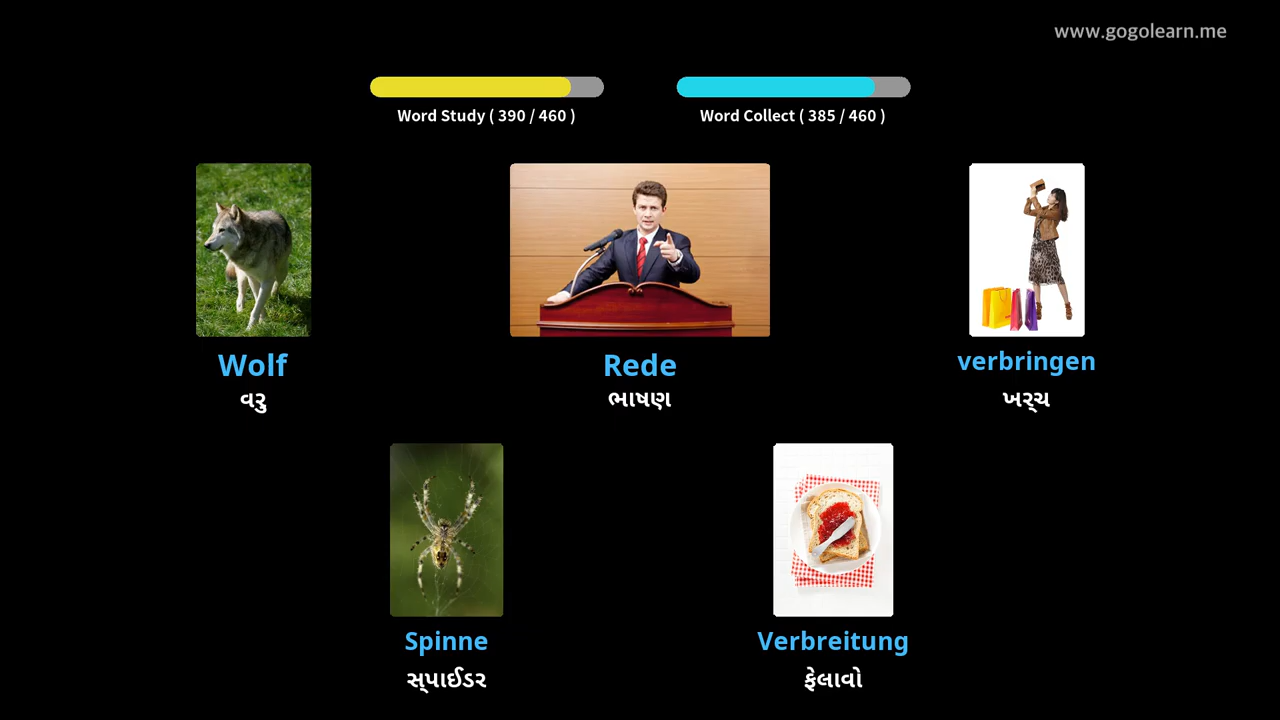 www.gogolearn.me
Word Study ( 390 / 460 )
Word Collect ( 385 / 460 )
Wolf
વરુ
Rede
ભાષણ
verbringen
ખર્ચ
Spinne
સ્પાઈડર
Verbreitung
ફેલાવો